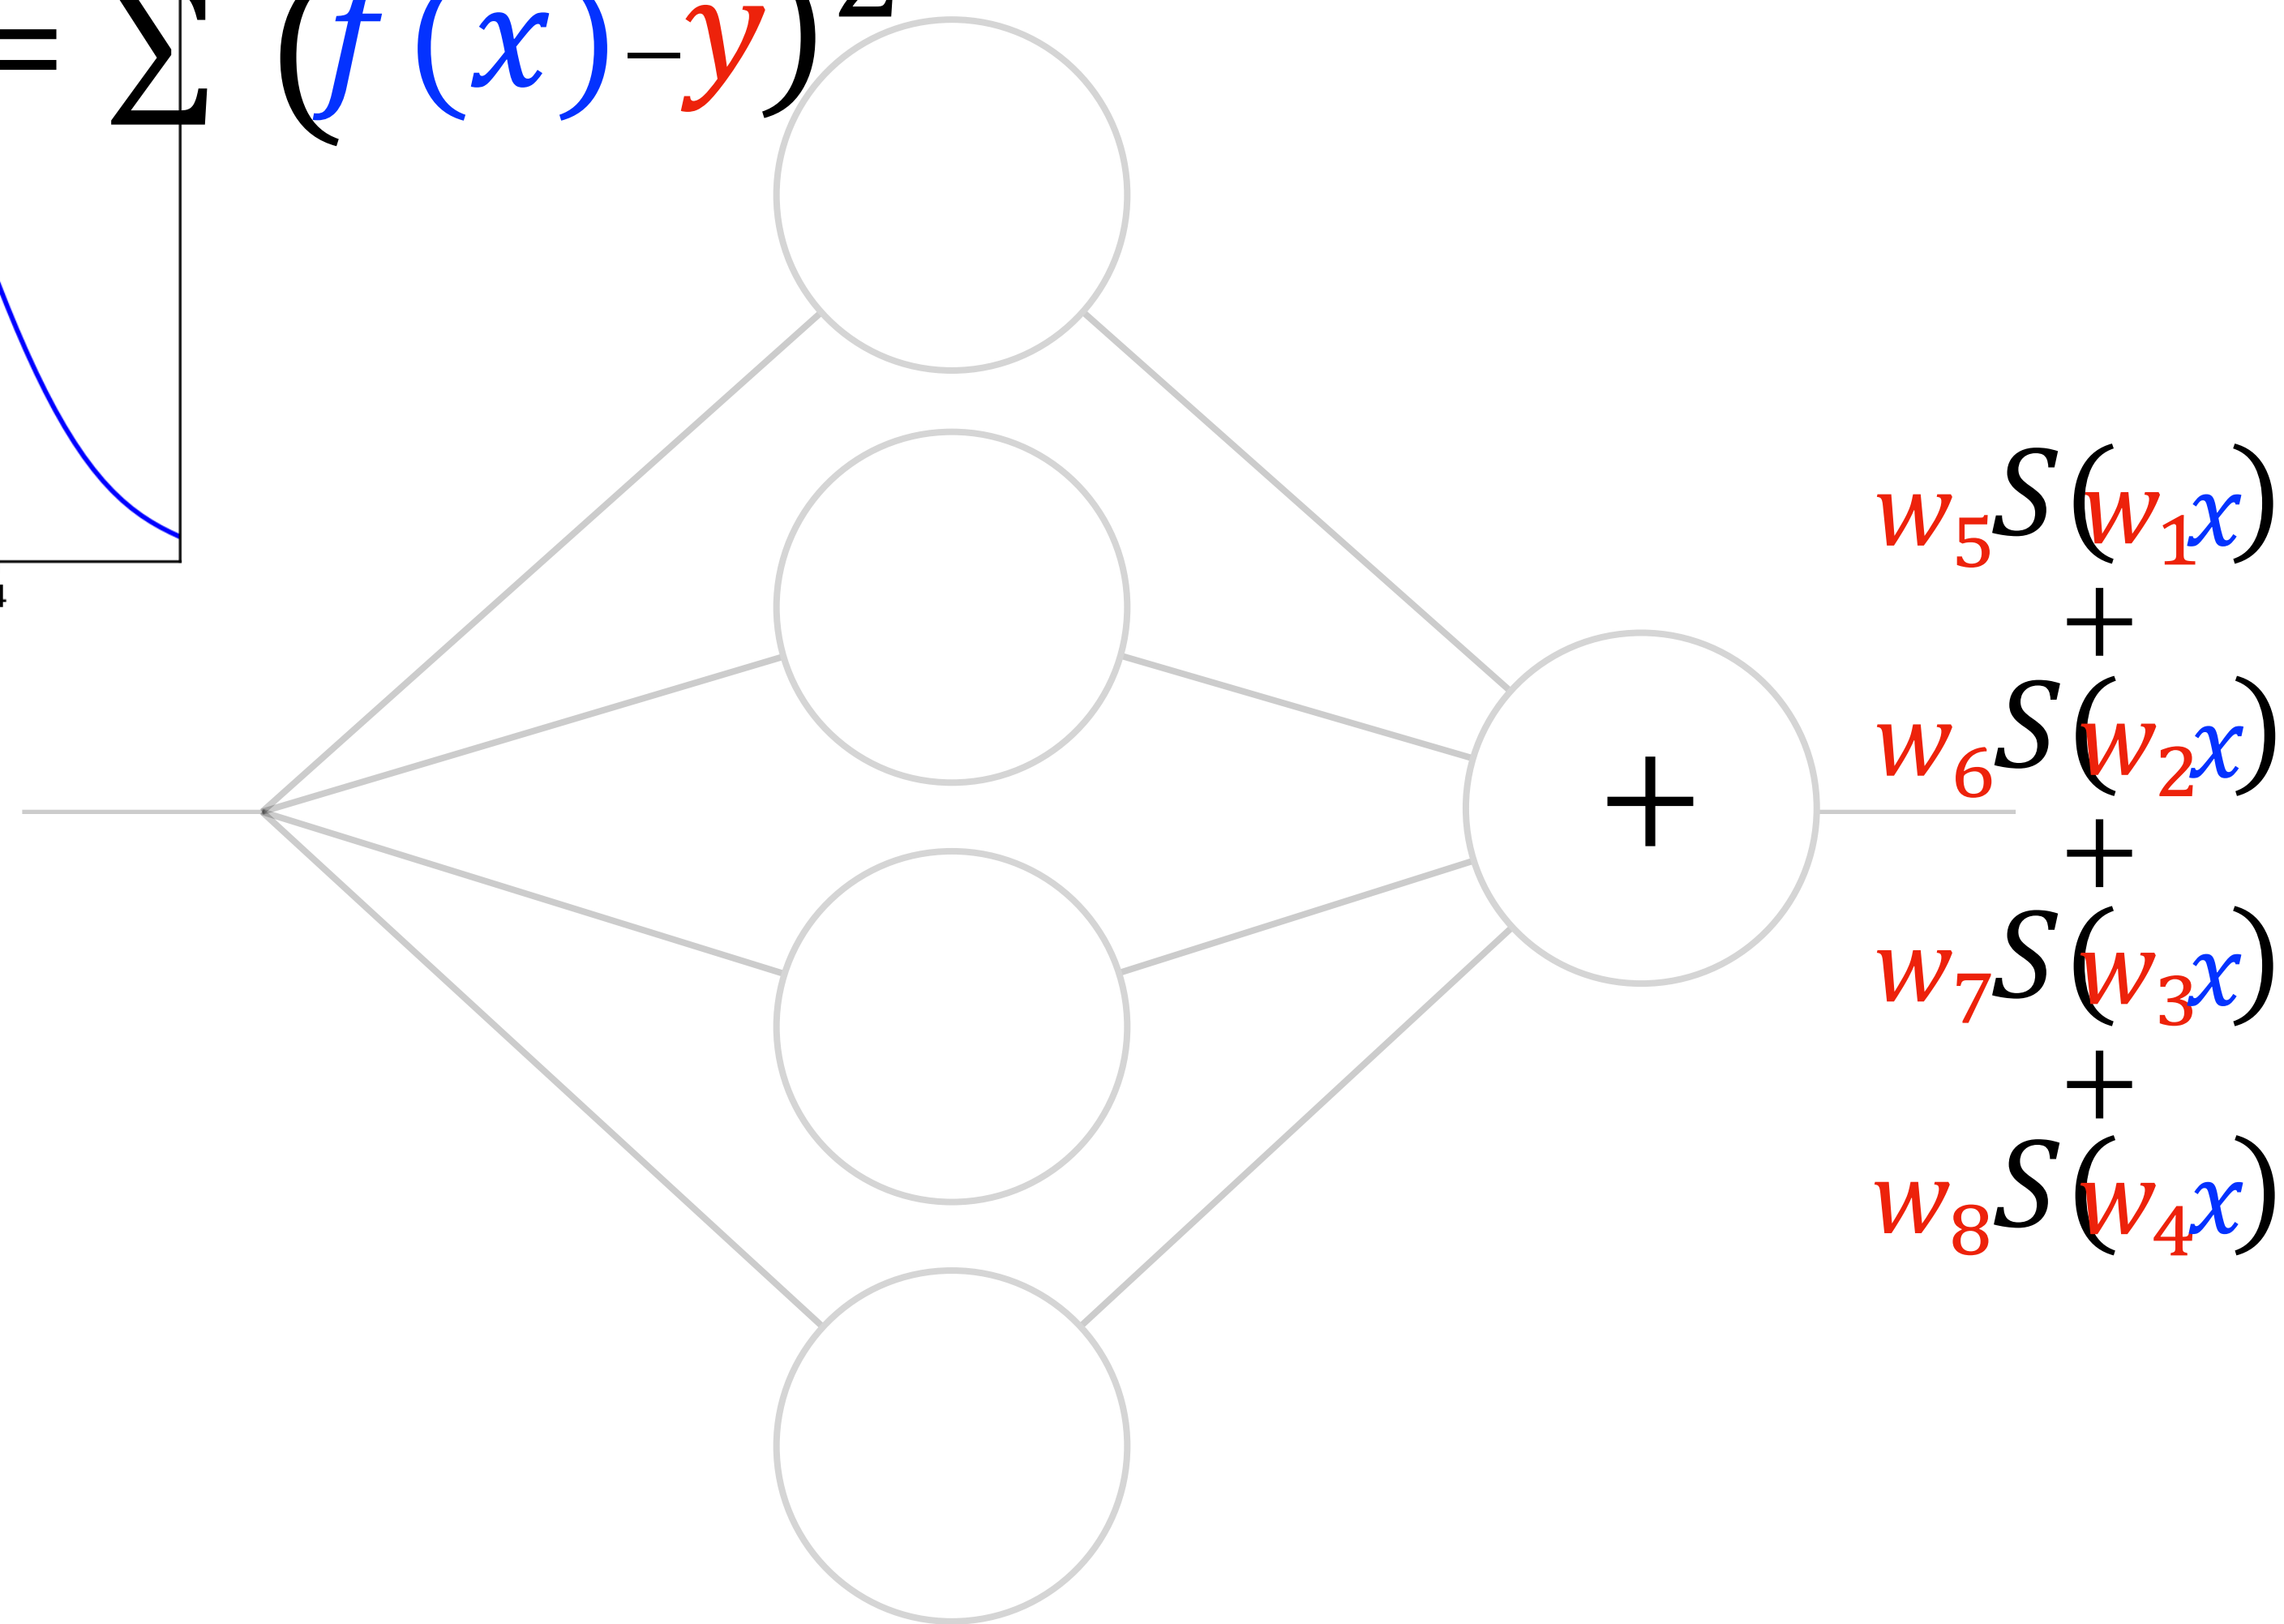 = ∑ (f(x)−y)²
w₅S(w₁x)
+
w₆S(w₂x)
+
+
w₇S(w₃x)
+
w₈S(w₄x)